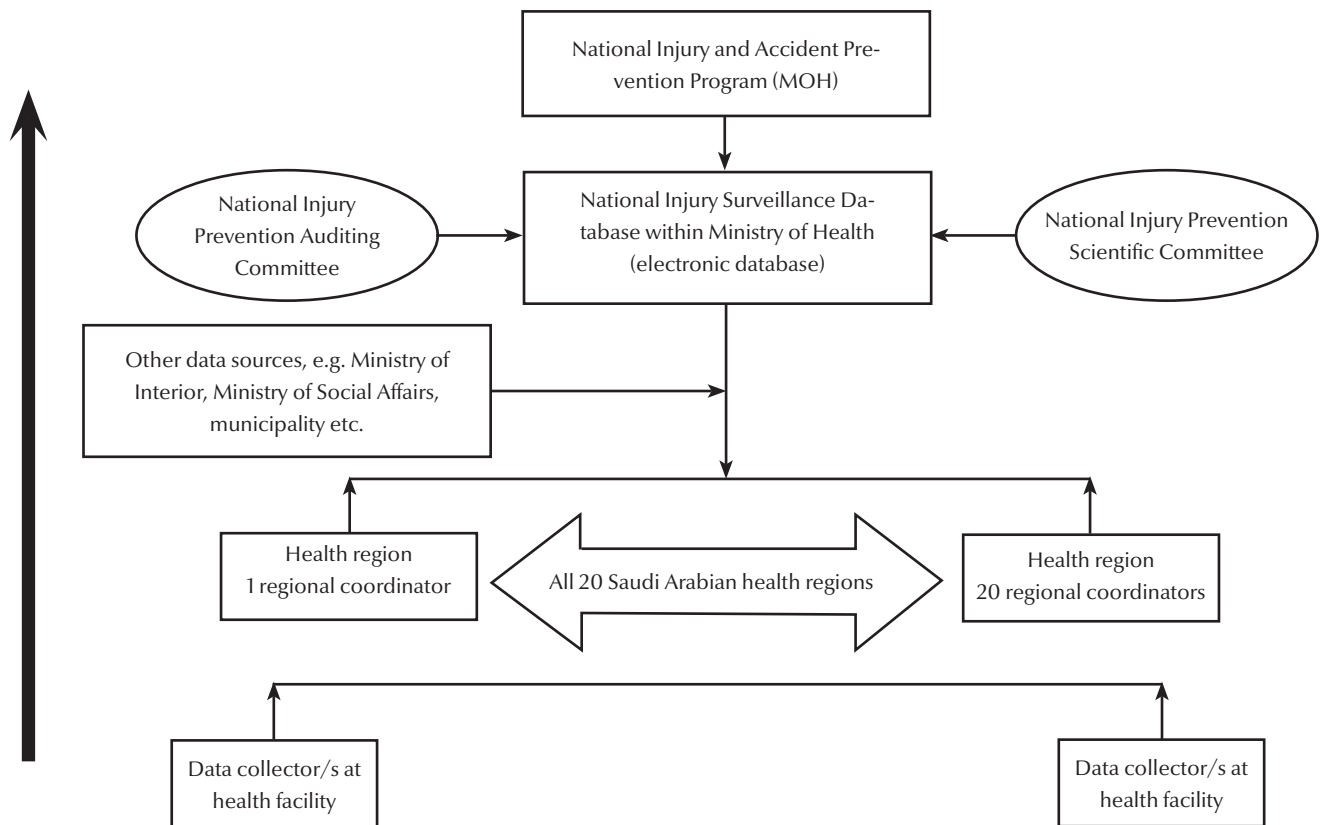 National Injury and Accident Pre-
vention Program (MOH)
National Injury
Prevention Auditing
Committee
National Injury Surveillance Da-
tabase within Ministry of Health
(electronic database)
National Injury Prevention
Scientific Committee
Other data sources, e.g. Ministry of
Interior, Ministry of Social Affairs,
municipality etc.
Health region
1 regional coordinator
All 20 Saudi Arabian health regions
Health region
20 regional coordinators
Data collector/s at
health facility
Data collector/s at
health facility